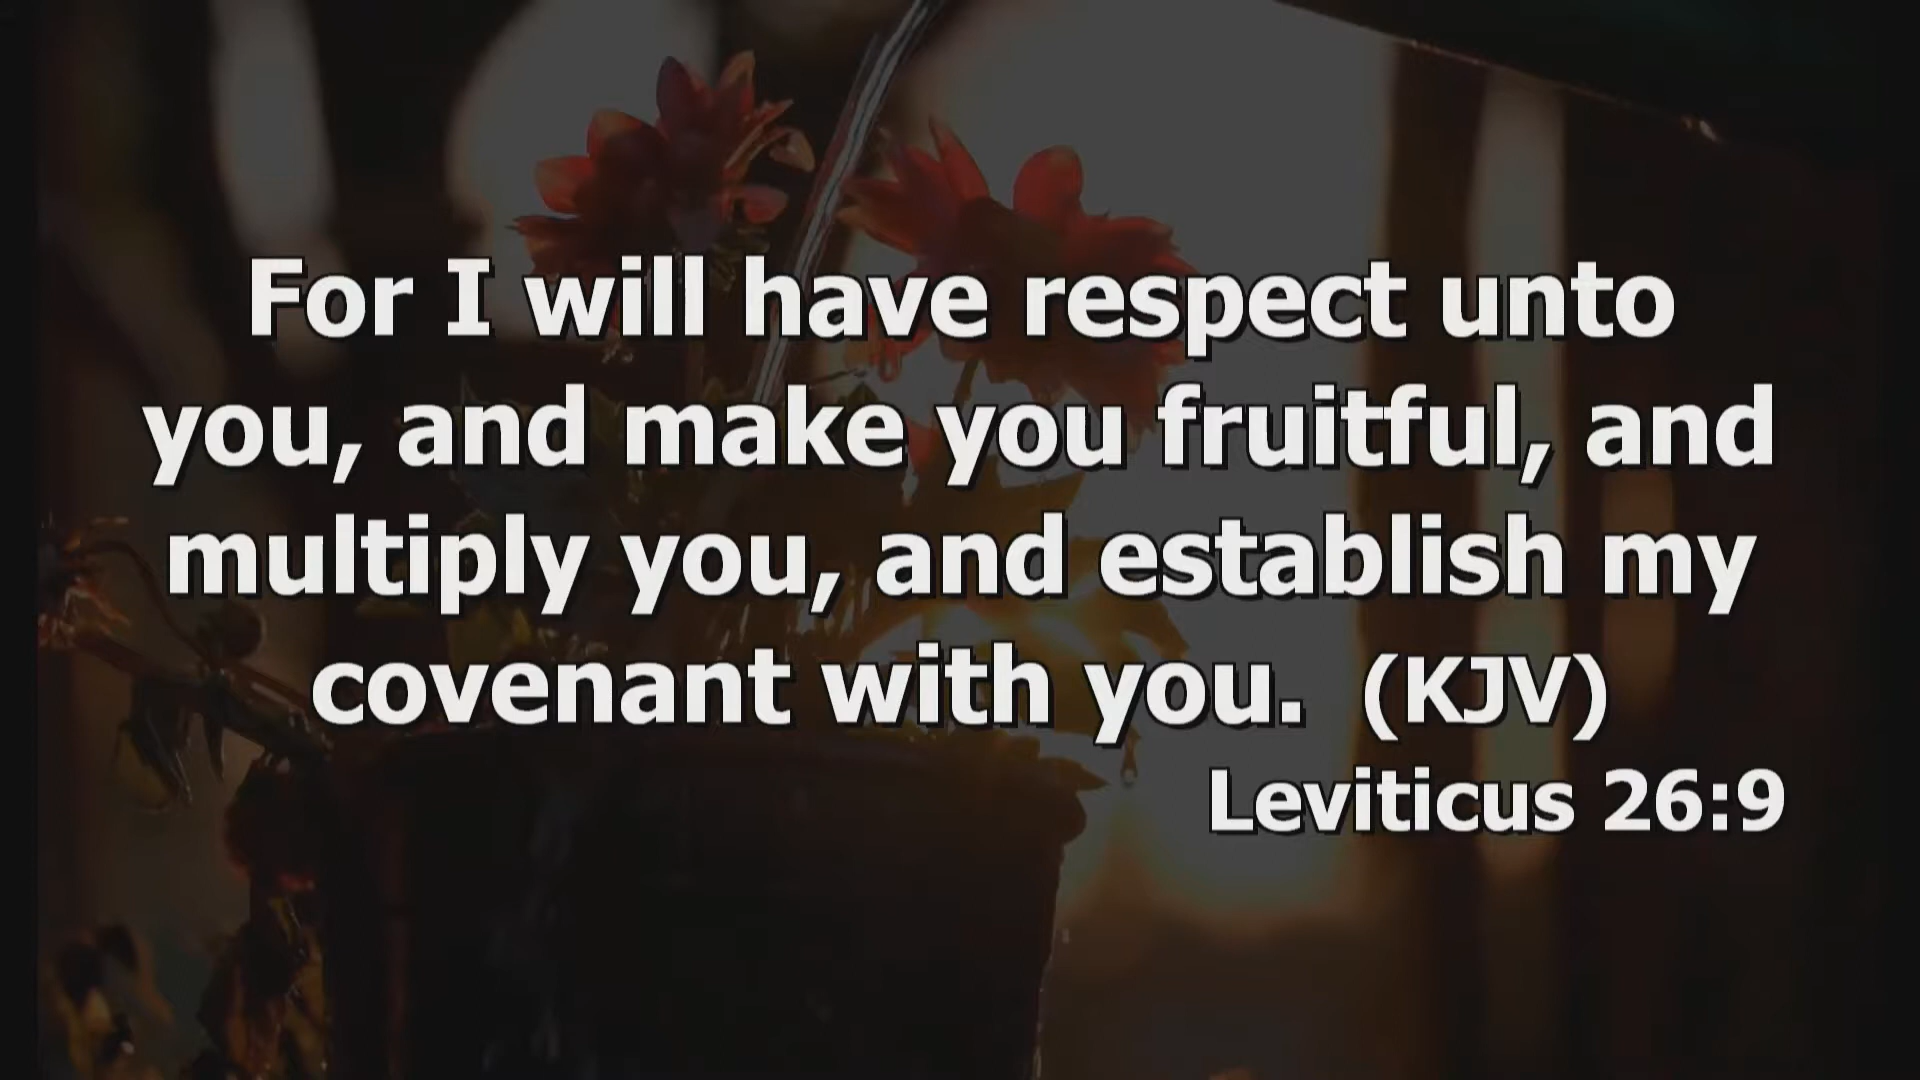 For I will have respect unto
you, and make you fruitful, and
multiply you, and establish my
covenant with you.  (KJV)
Leviticus 26:9